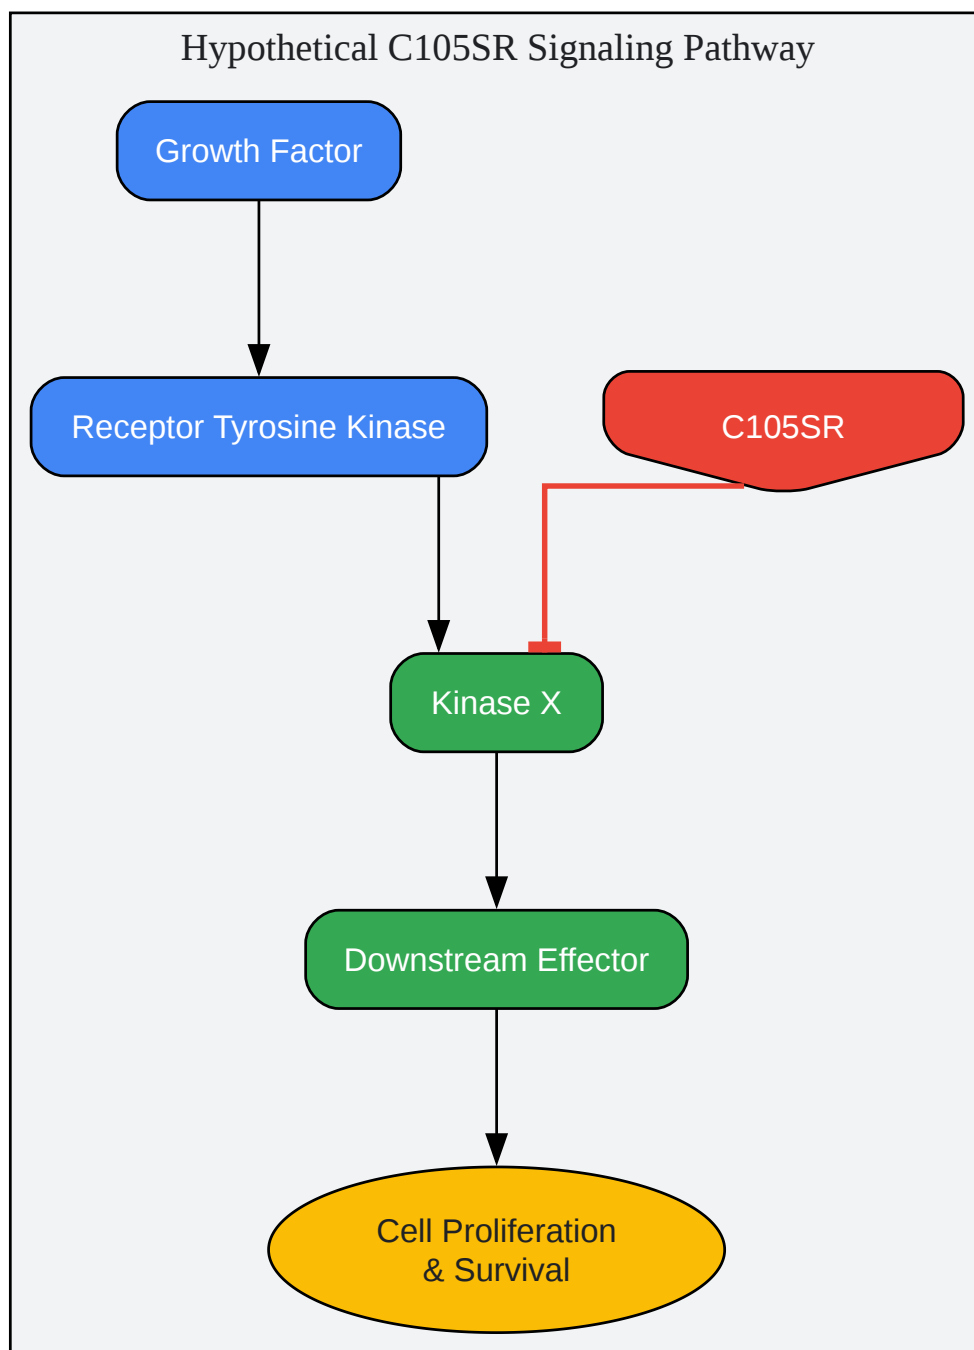 Hypothetical C105SR Signaling Pathway
Growth Factor
Receptor Tyrosine Kinase
C105SR
Kinase X
Downstream Effector
Cell Proliferation
& Survival